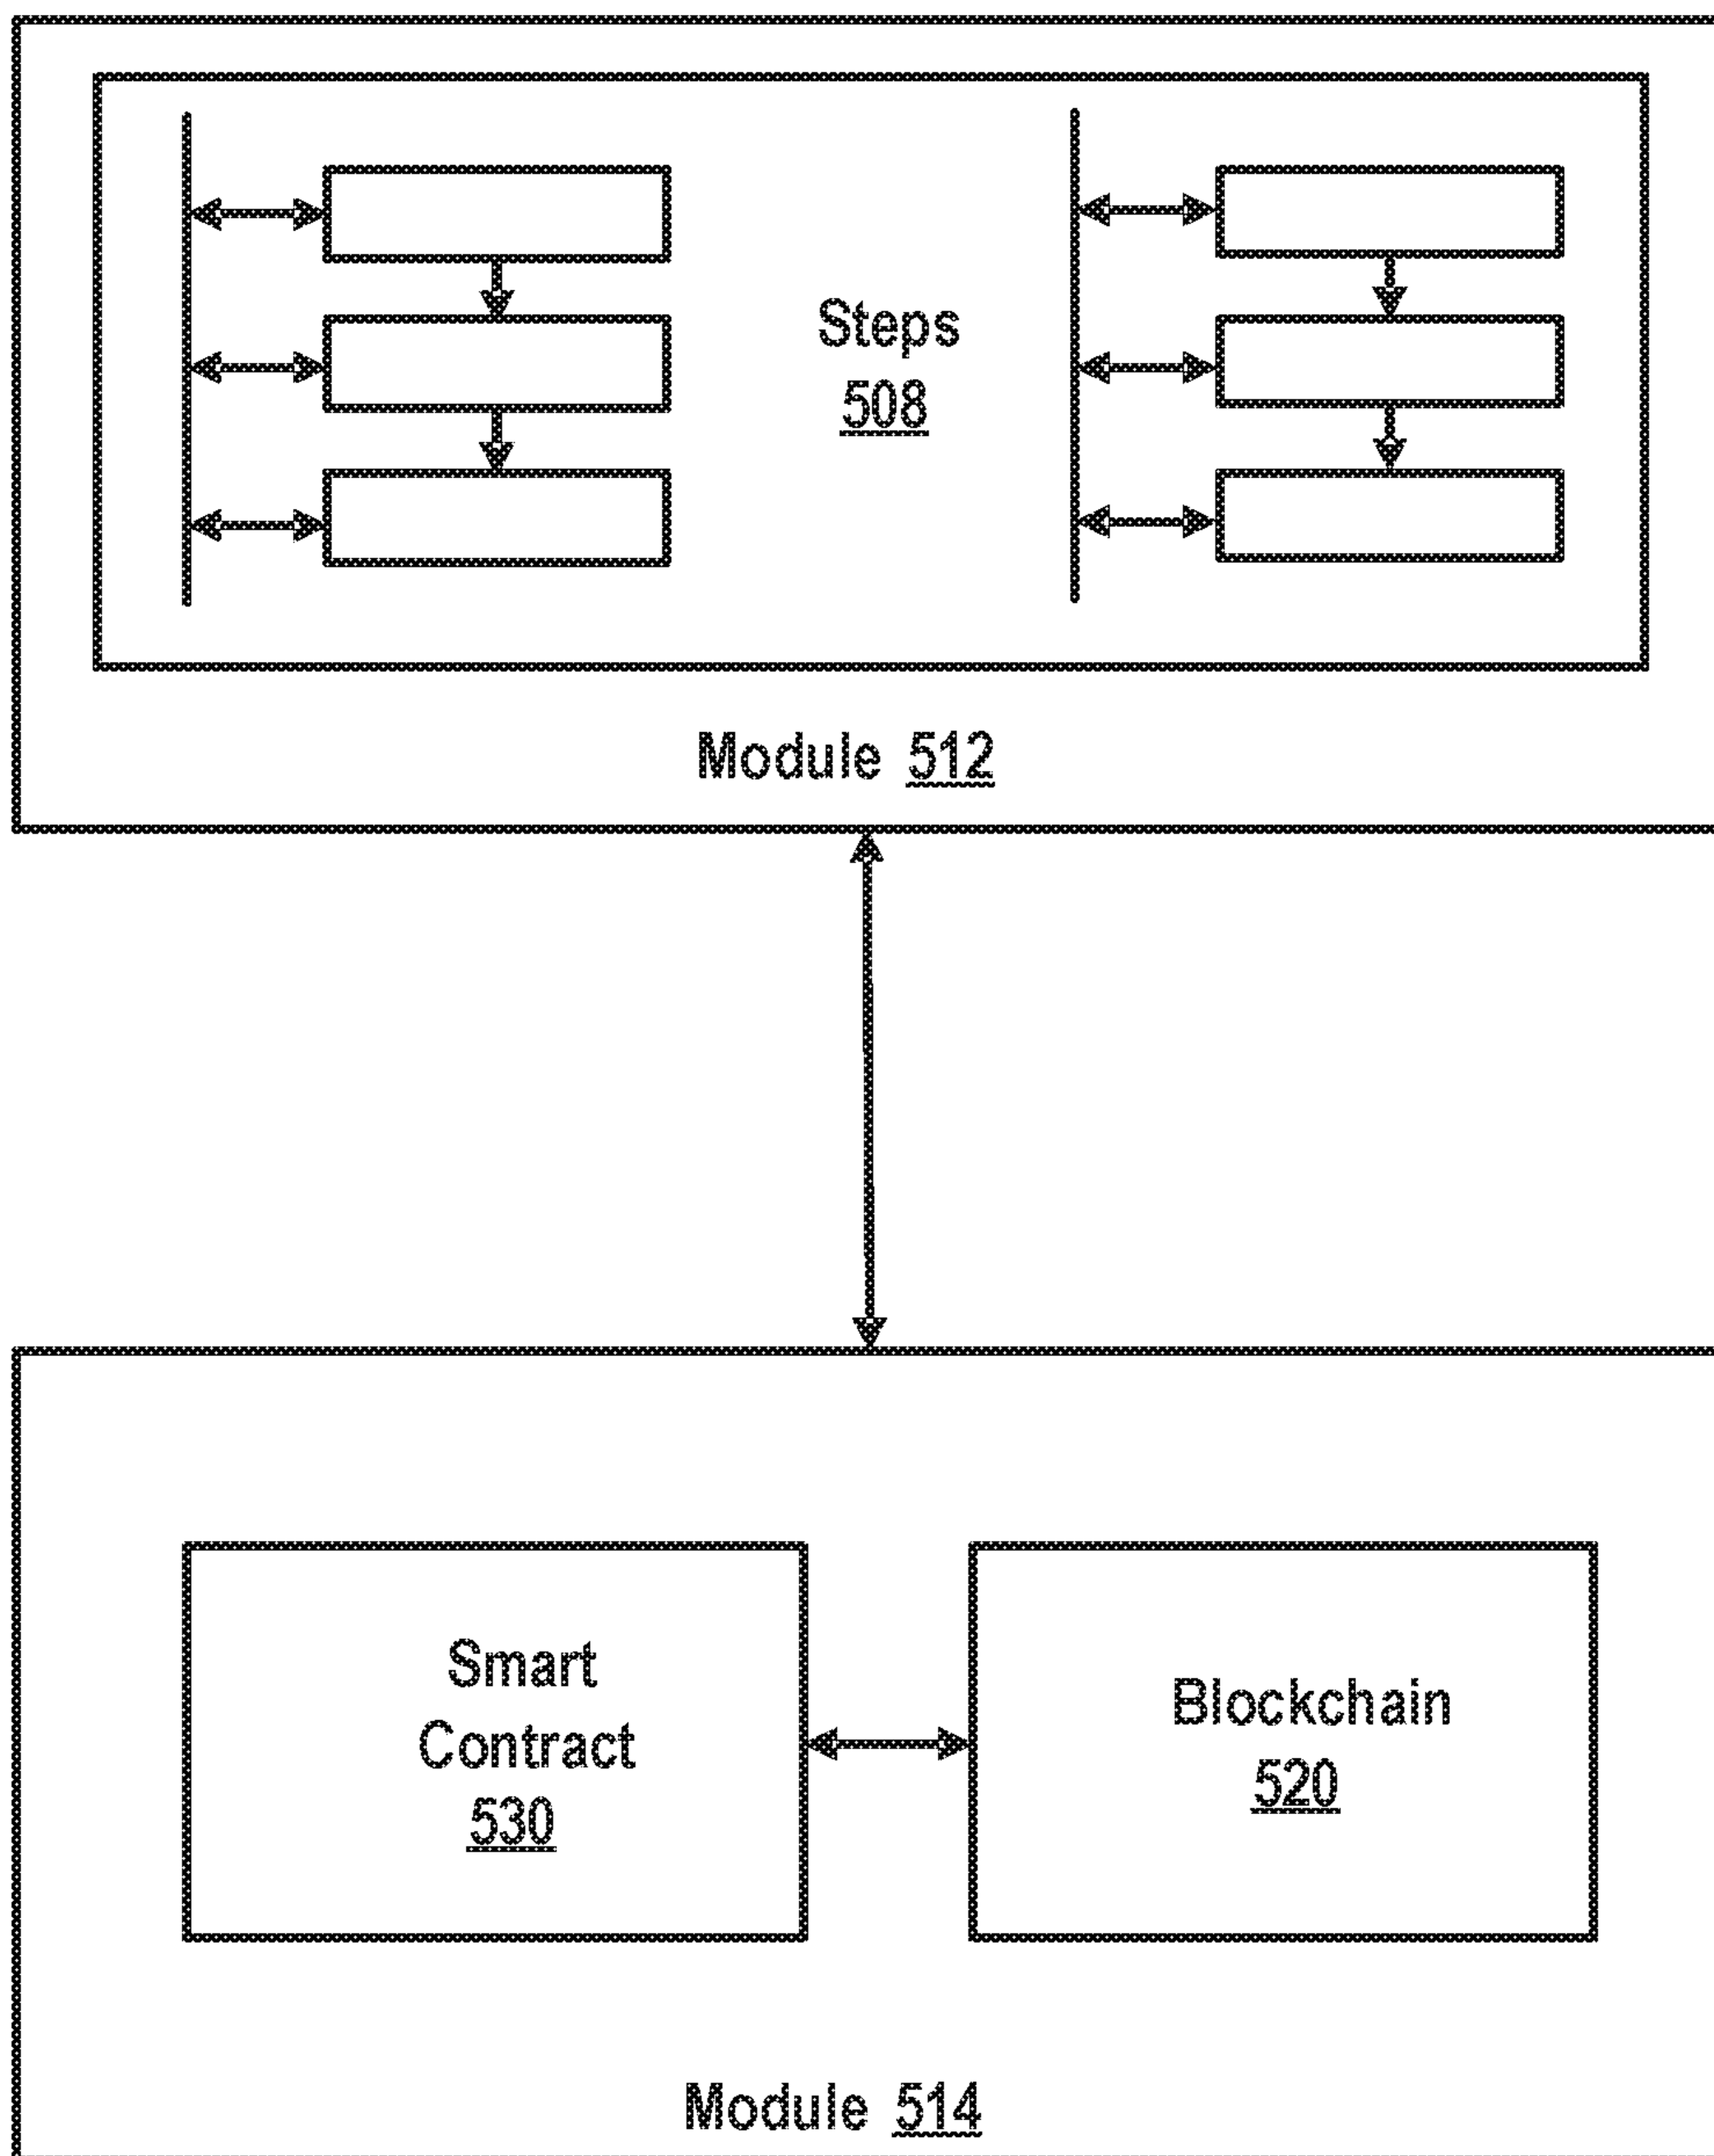 Steps
508
Module 512
Smart
Contract
530
Blockchain
520
Module 514